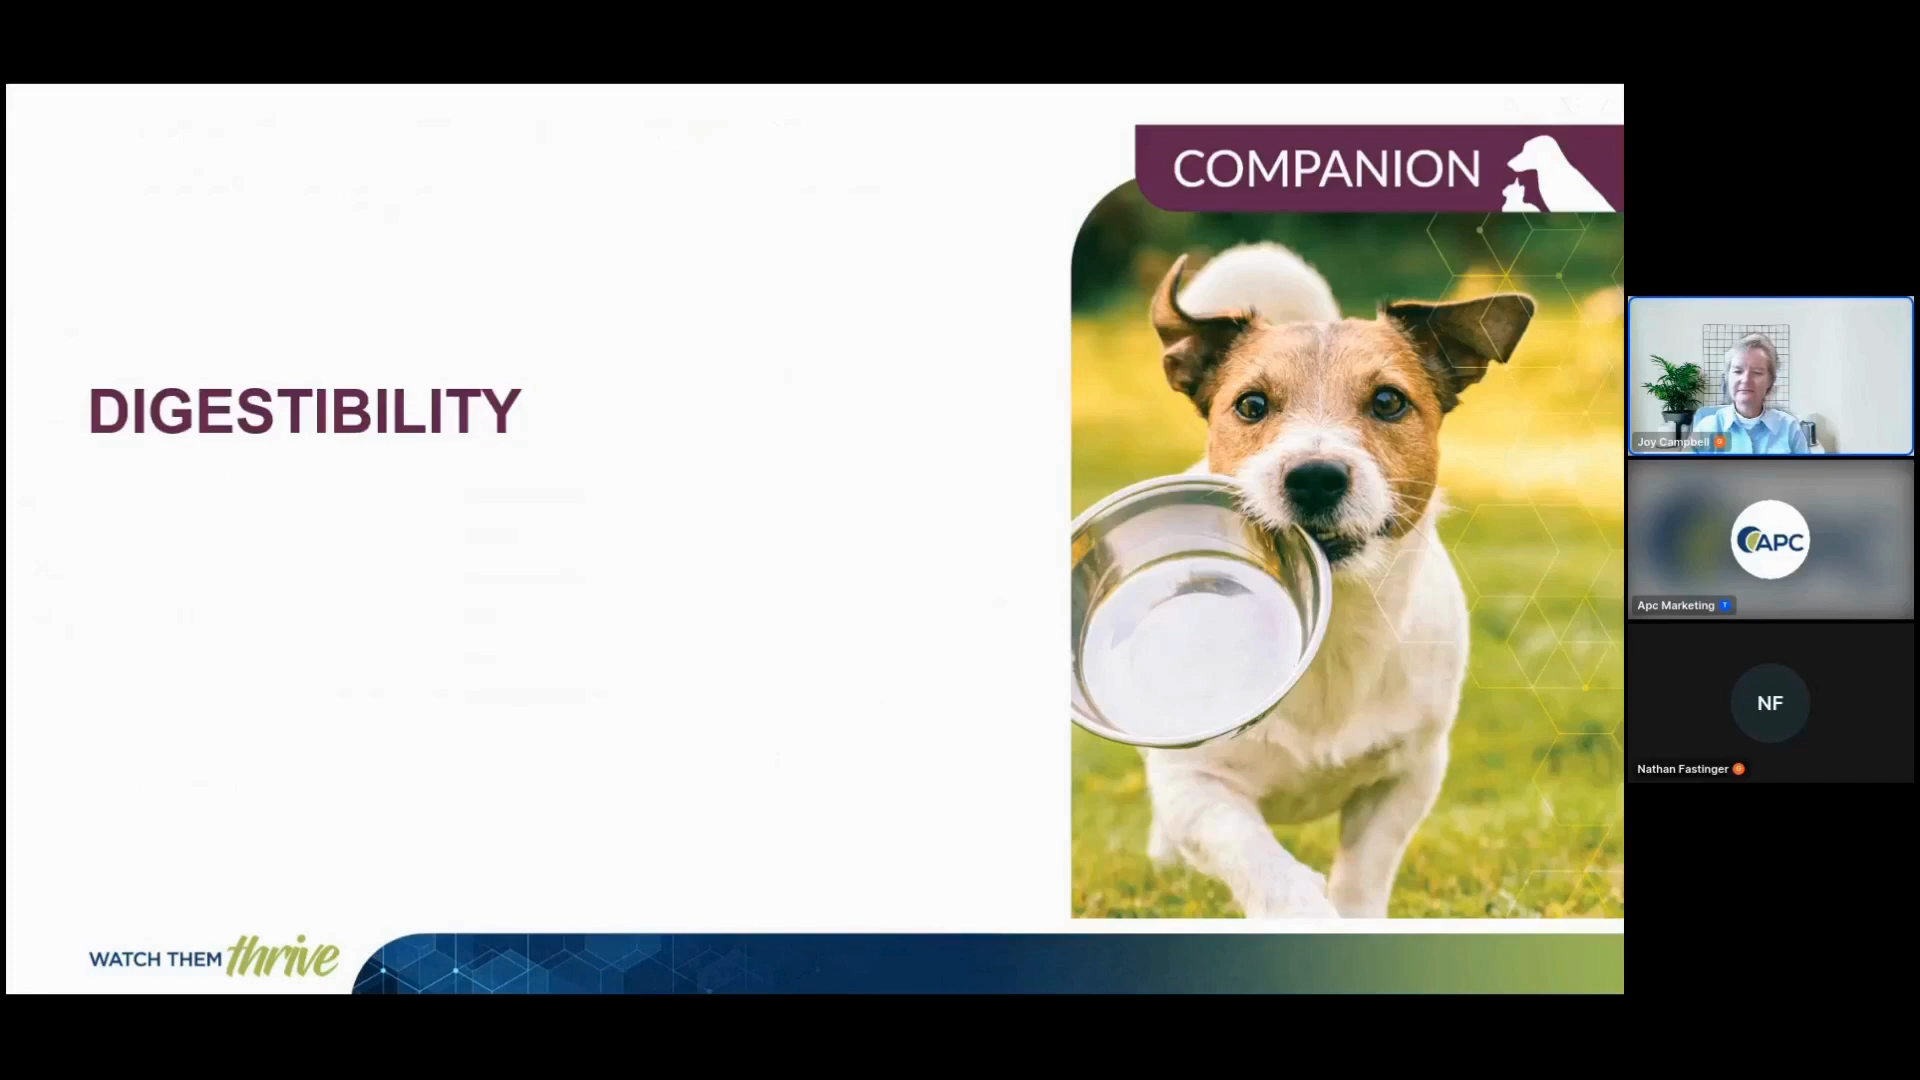 COMPANION
DIGESTIBILITY
WATCH THEM thrive
Joy Campbell G
APC
Apc Marketing T
NF
Nathan Fastinger G